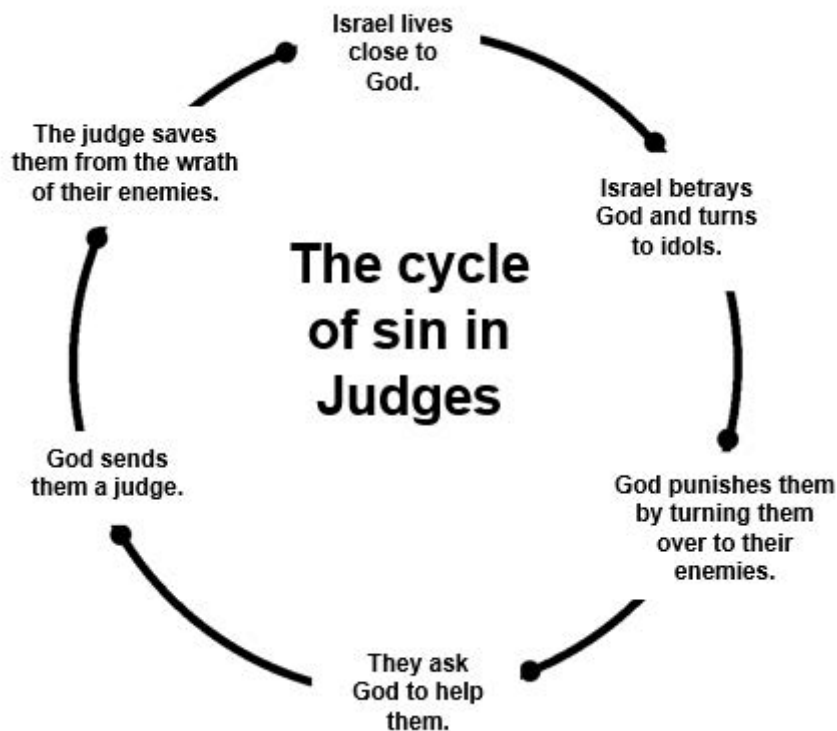 Israel lives
close to
God.
Israel betrays
God and turns
to idols.
God punishes them
by turning them
over to their
enemies.
They ask
God to help
them.
God sends
them a judge.
The judge saves
them from the wrath
of their enemies.
The cycle
of sin in
Judges